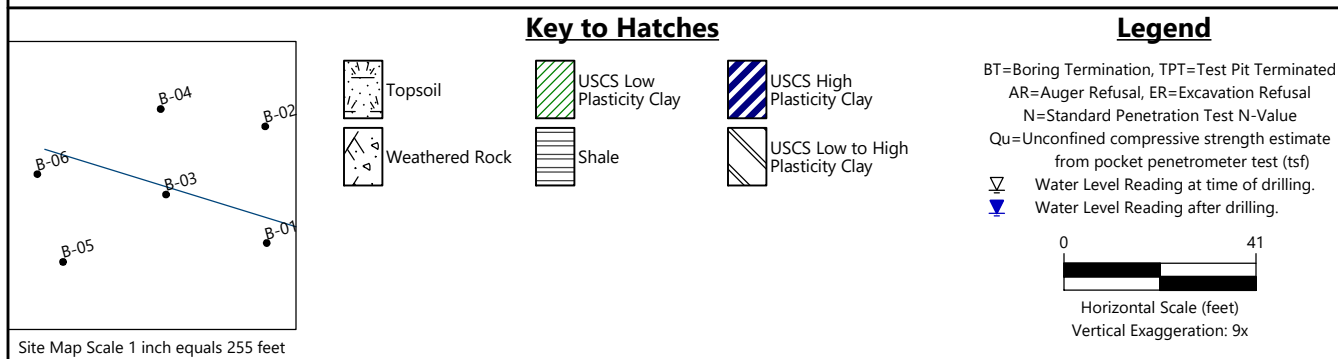 Key to Hatches
Legend
B-04
B-02
B-06
B-03
B-01
B-05
Site Map Scale 1 inch equals 255 feet
Topsoil
USCS Low
Plasticity Clay
USCS High
Plasticity Clay
Weathered Rock
Shale
USCS Low to High
Plasticity Clay
BT=Boring Termination, TPT=Test Pit Terminated
AR=Auger Refusal, ER=Excavation Refusal
N=Standard Penetration Test N-Value
Qu=Unconfined compressive strength estimate
from pocket penetrometer test (tsf)
Water Level Reading at time of drilling.
Water Level Reading after drilling.
0 41
Horizontal Scale (feet)
Vertical Exaggeration: 9x